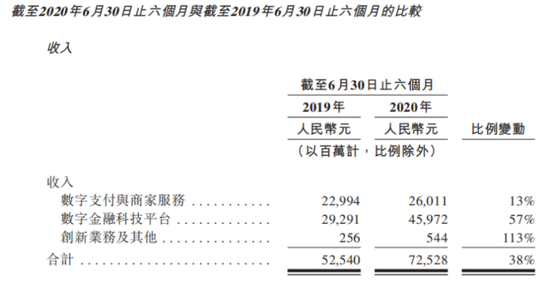 截至2020年6月30日止六個月與截至2019年6月30日止六個月的比較
收入
截至6月30日止六個月
2019年 2020年
人民幣元 人民幣元 比例變動
（以百萬計，比例除外）
收入
數字支付與商家服務 ........... 22,994 26,011 13%
數字金融科技平台 ............. 29,291 45,972 57%
創新業務及其他 ............... 256 544 113%
合計 ......................... 52,540 72,528 38%